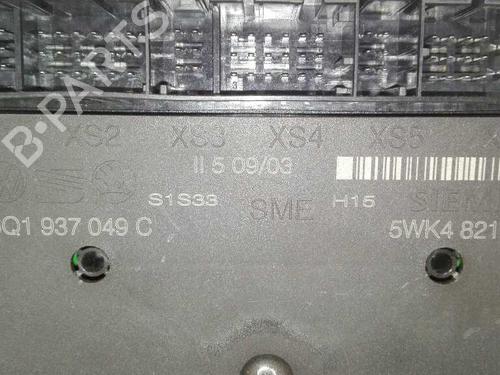 XS2 XS3 XS4 XS5
II 5 09/03
S1S33 SME H15
Q1 937 049 C 5WK4 821
B-PARTS